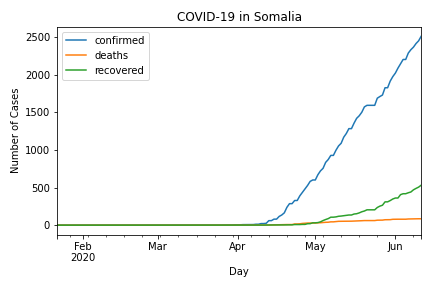 COVID-19 in Somalia
confirmed
deaths
recovered
Number of Cases
2500
2000
1500
1000
500
0
Feb
2020
Mar
Apr
May
Jun
Day